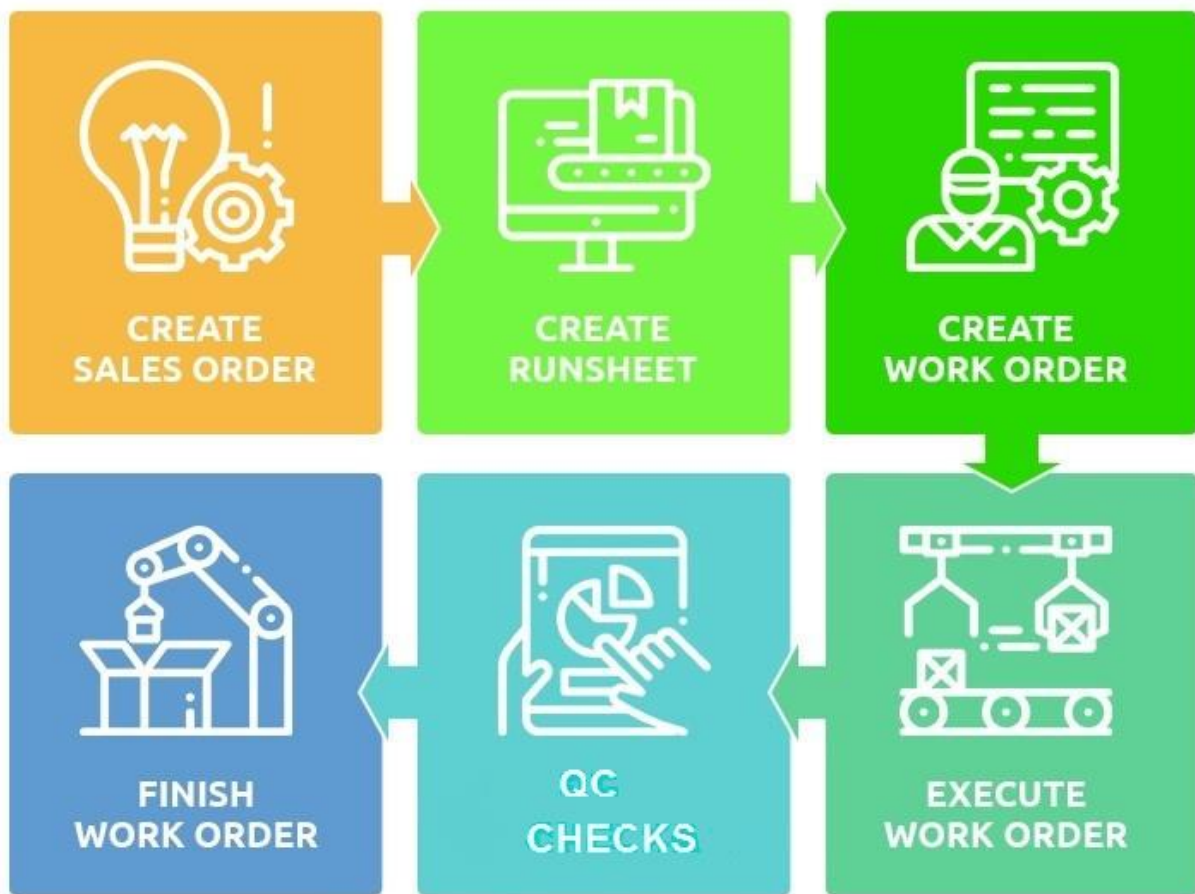 CREATE
SALES ORDER
CREATE
RUNSHEET
CREATE
WORK ORDER
EXECUTE
WORK ORDER
QC
CHECKS
FINISH
WORK ORDER